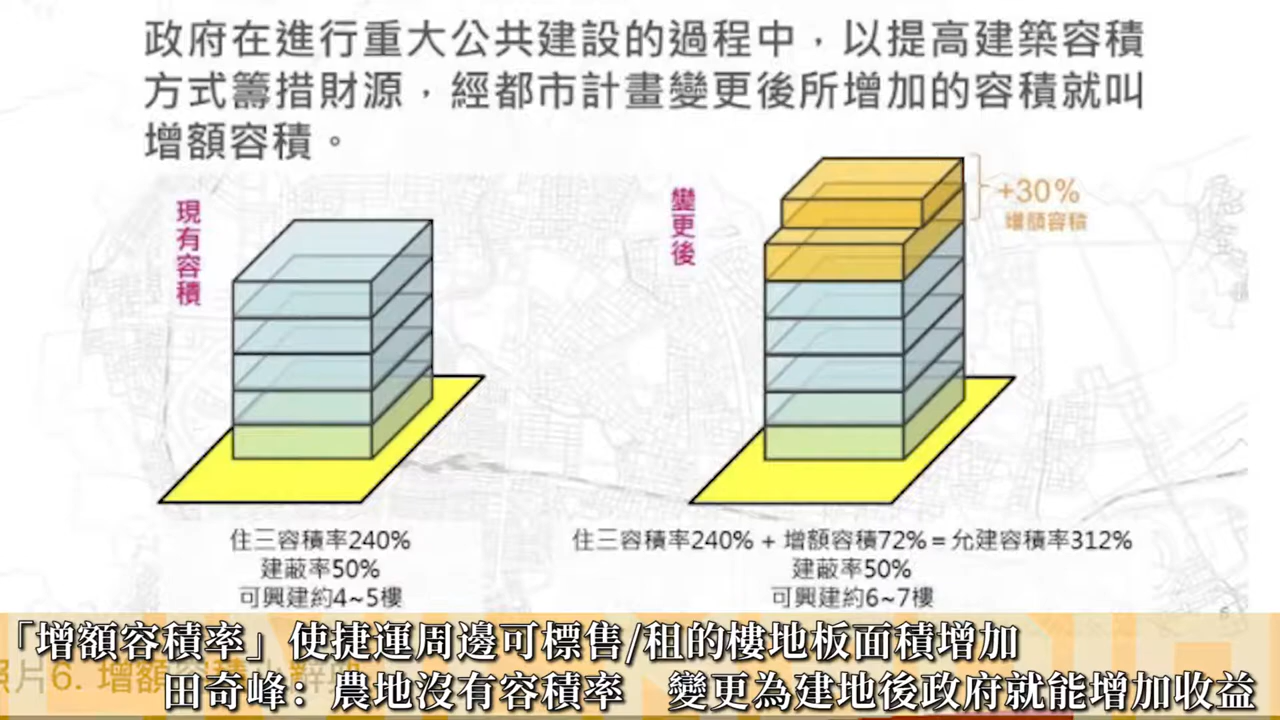 政府在進行重大公共建設的過程中，以提高建築容積
方式籌措財源，經都市計畫變更後所增加的容積就叫
增額容積。
現有容積
變更後
+30%
增額容積
住三容積率240%
建蔽率50%
可興建約4~5樓
住三容積率240% + 增額容積72% = 允建容積率312%
建蔽率50%
可興建約6~7樓
「增額容積率」使捷運周邊可標售/租的樓地板面積增加
照片6. 增額容積
田奇峰：農地沒有容積率　變更為建地後政府就能增加收益